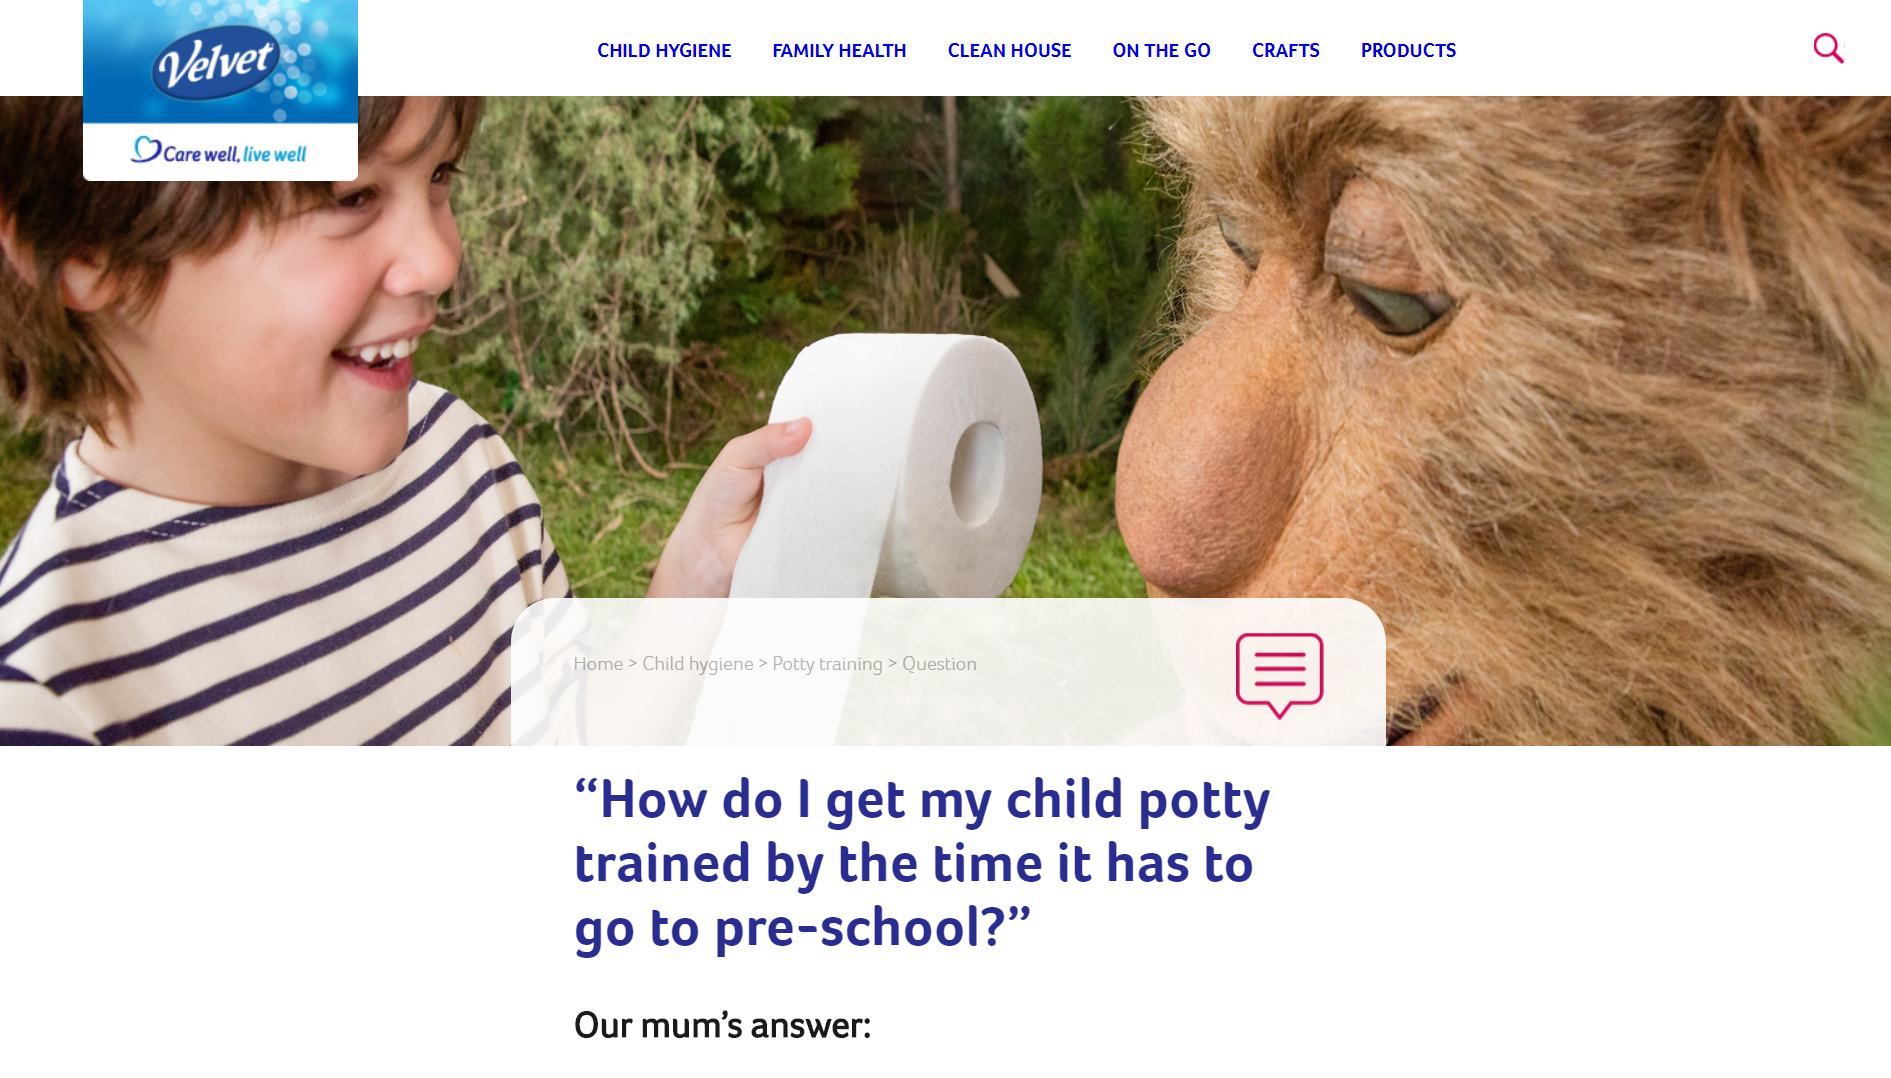 Velvet
Care well, live well
CHILD HYGIENE FAMILY HEALTH CLEAN HOUSE ON THE GO CRAFTS PRODUCTS
Home > Child hygiene > Potty training > Question
“How do I get my child potty
trained by the time it has to
go to pre-school?”
Our mum’s answer: